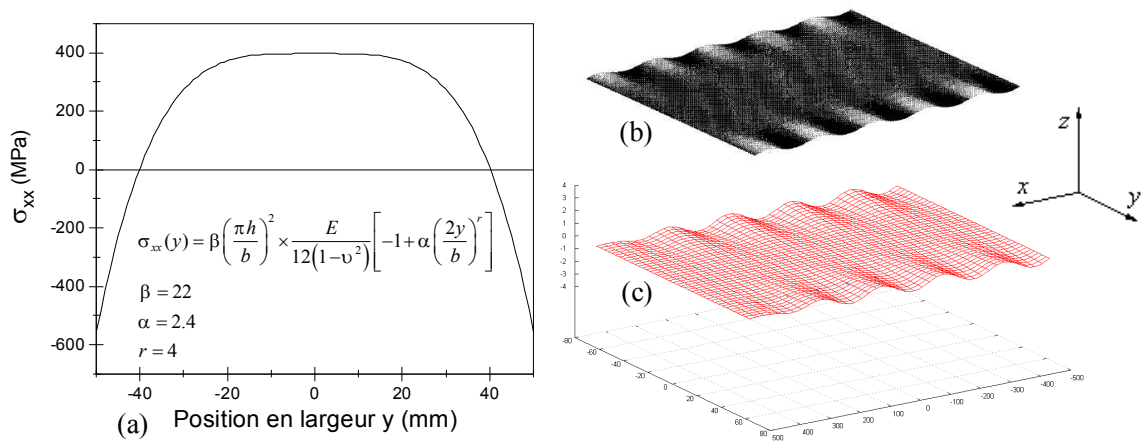 400
200
0
-200
-400
-600
σxx (MPa)
σxx(y) = β(πh/b)² × E/12(1−υ²)[−1+α(2y/b)^r]
β = 22
α = 2.4
r = 4
-40 -20 0 20 40
(a) Position en largeur y (mm)
(b)
z
x
y
4
3
2
1
0
-1
-2
-3
-4
(c)
-80
-60
-40
-20
0
20
40
60
80
500 400 300 200 100 0 -100 -200 -300 -400 -500